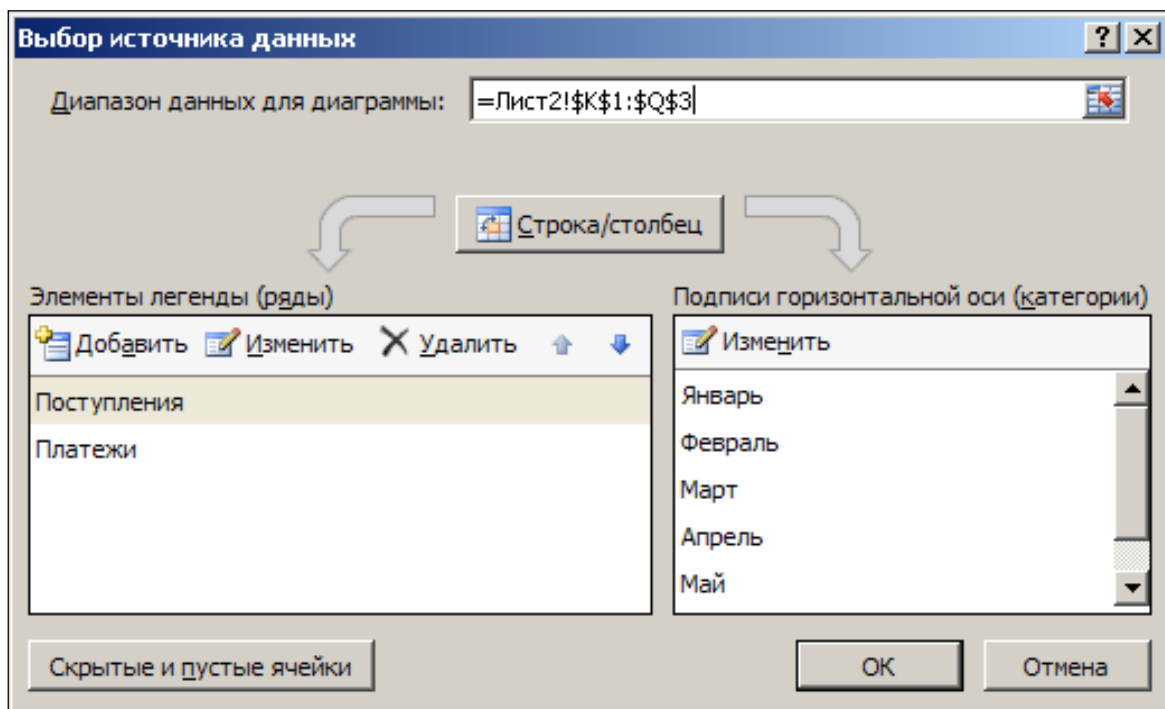 Выбор источника данных
Диапазон данных для диаграммы: =Лист2!$K$1:$Q$3
Строка/столбец
Элементы легенды (ряды)
Добавить Изменить Удалить
Поступления
Платежи
Подписи горизонтальной оси (категории)
Изменить
Январь
Февраль
Март
Апрель
Май
Скрытые и пустые ячейки
ОК
Отмена